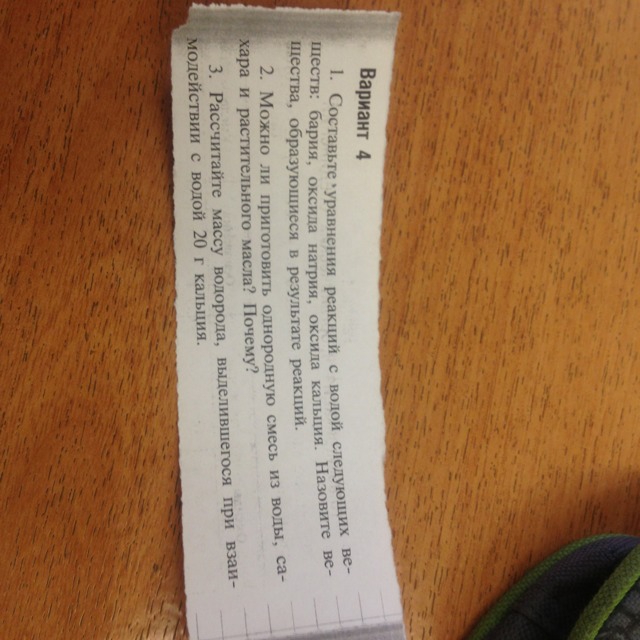 Вариант 4
1. Составьте уравнения реакций с водой следующих ве-
ществ: бария, оксида натрия, оксида кальция. Назовите ве-
щества, образующиеся в результате реакций.
2. Можно ли приготовить однородную смесь из воды, са-
хара и растительного масла? Почему?
3. Рассчитайте массу водорода, выделившегося при взаи-
модействии с водой 20 г кальция.